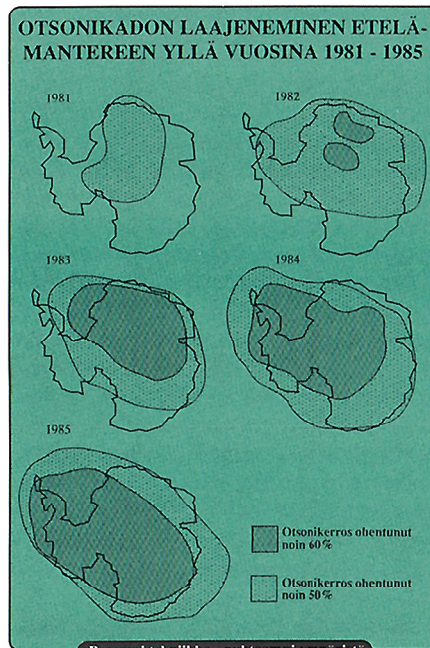 OTSONIKADON LAAJENEMINEN ETELÄ-
MANTEREEN YLLÄ VUOSINA 1981 - 1985
1981
1982
1983
1984
1985
Otsonikerros ohentunut
noin 60%
Otsonikerros ohentunut
noin 50%